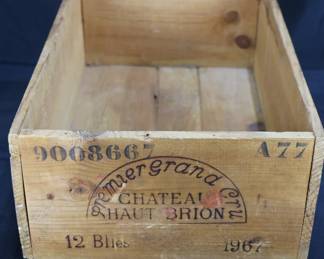 9008667 A77
Premier Grand Cru
CHATEAU
HAUT BRION
12 Blles 1967